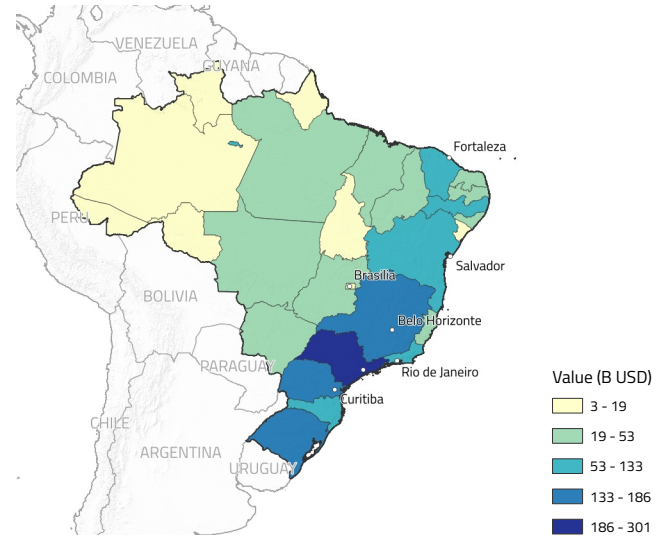 VENEZUELA
GUYANA
COLOMBIA
Fortaleza
PERU
Salvador
Brasília
BOLIVIA
Belo Horizonte
PARAGUAY
Rio de Janeiro
Value (B USD)
Curitiba
3 - 19
CHILE
19 - 53
ARGENTINA
53 - 133
URUGUAY
133 - 186
186 - 301